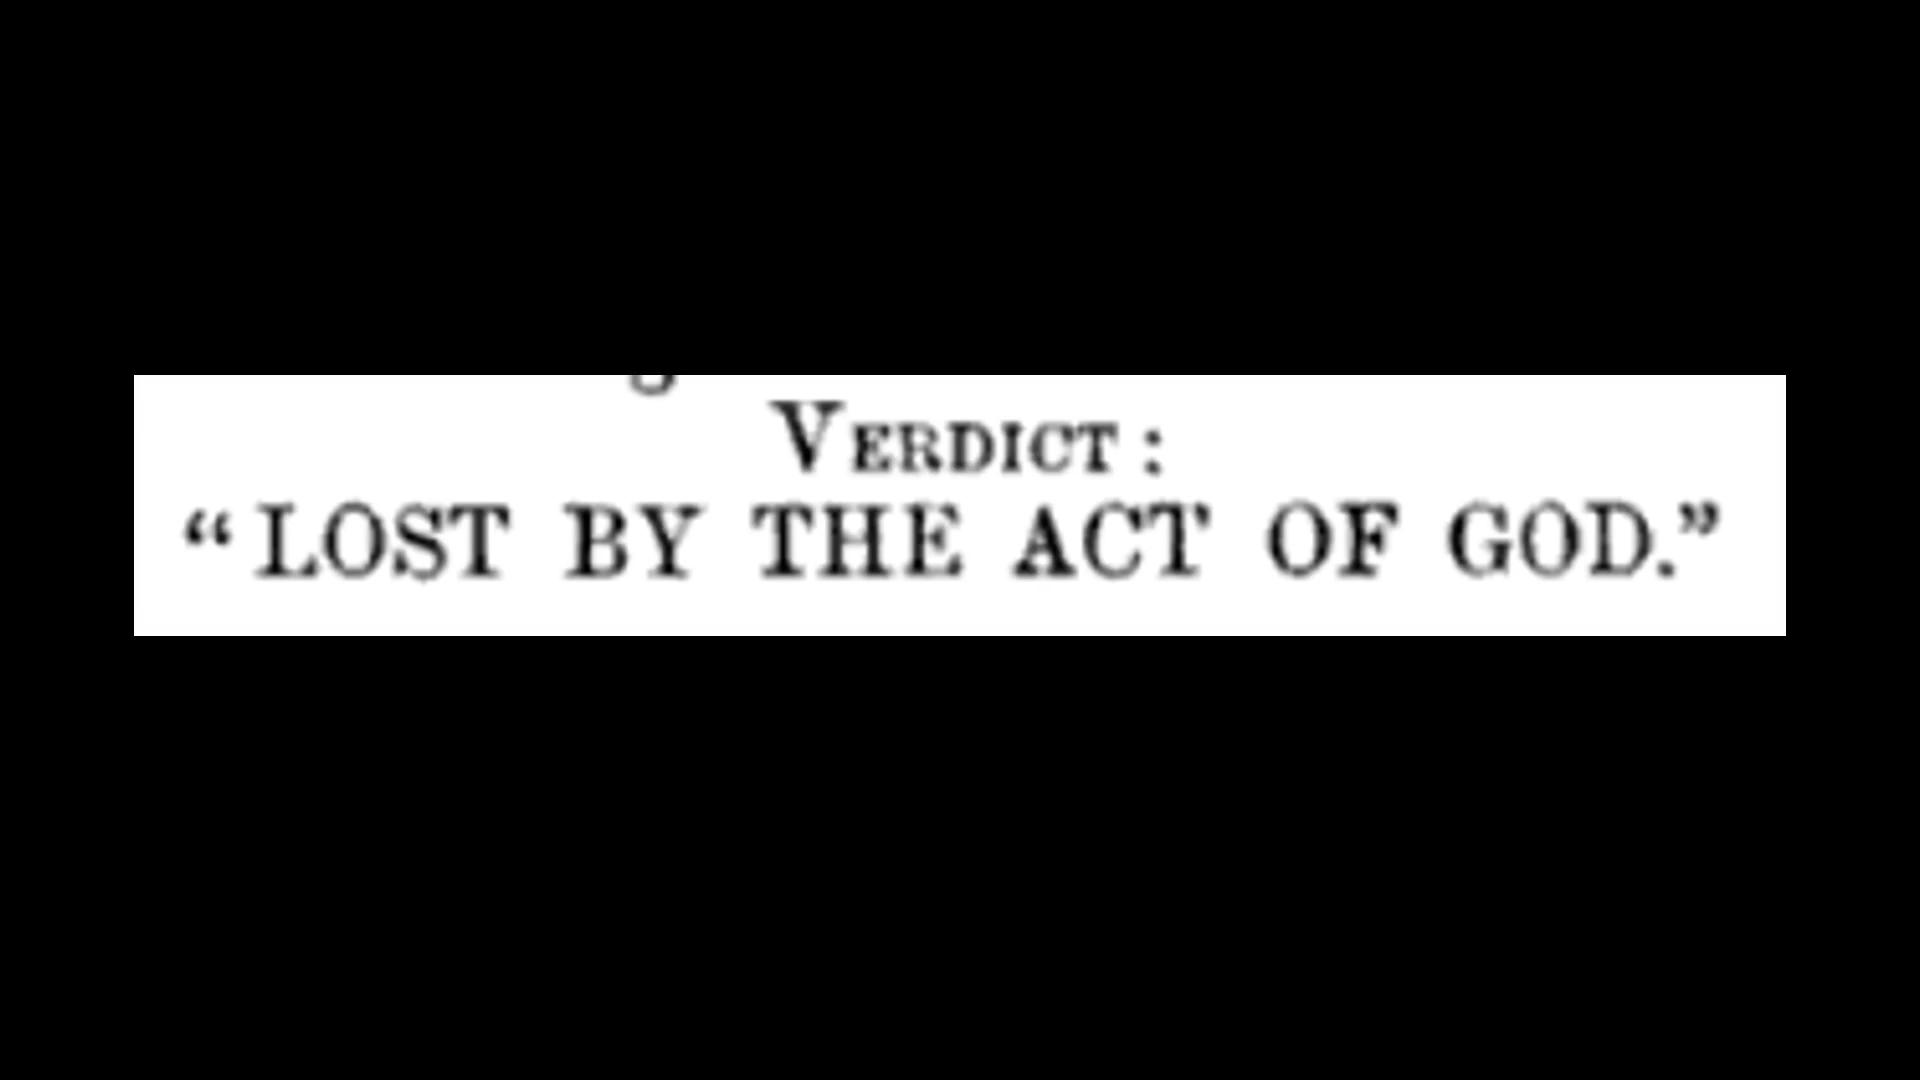 VERDICT :
“LOST BY THE ACT OF GOD.”